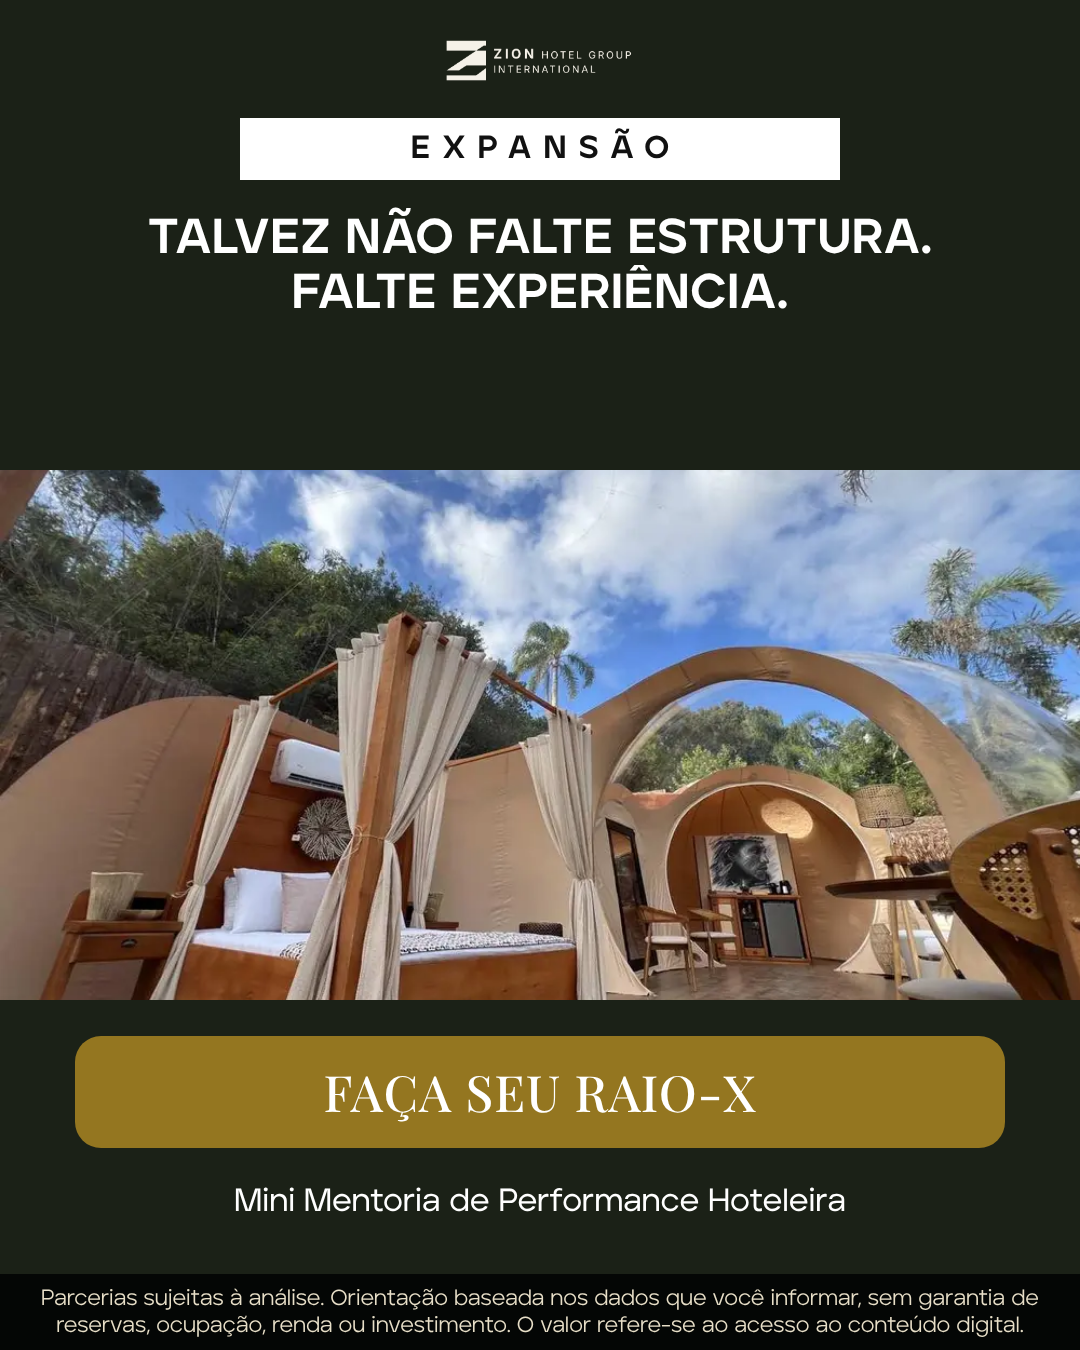 ZION HOTEL GROUP
INTERNATIONAL
EXPANSÃO
TALVEZ NÃO FALTE ESTRUTURA.
FALTE EXPERIÊNCIA.
FAÇA SEU RAIO-X
Mini Mentoria de Performance Hoteleira
Parcerias sujeitas à análise. Orientação baseada nos dados que você informar, sem garantia de
reservas, ocupação, renda ou investimento. O valor refere-se ao acesso ao conteúdo digital.